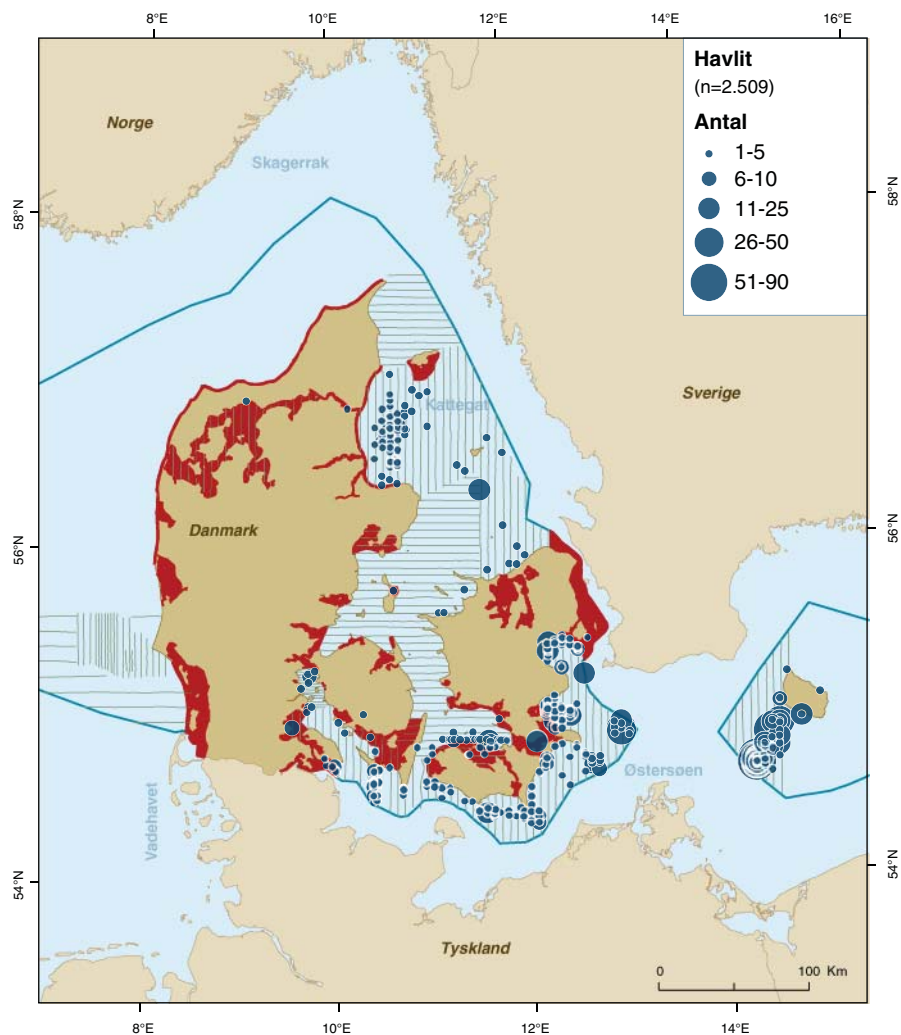 8°E 10°E 12°E 14°E 16°E
Havlit
(n=2.509)
Antal
1-5
6-10
11-25
26-50
51-90
Norge
Skagerrak
58°N
58°N
Kattegat
Sverige
Danmark
56°N
56°N
Østersøen
Vadehavet
54°N
54°N
Tyskland
0 100 Km
8°E 10°E 12°E 14°E